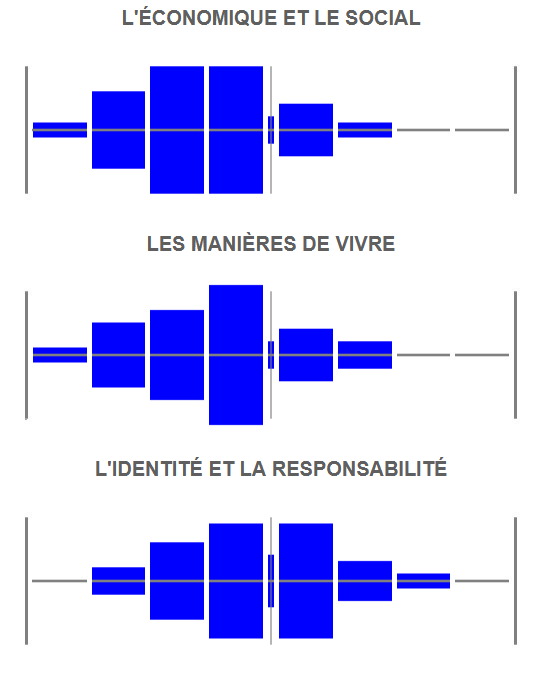 L'ÉCONOMIQUE ET LE SOCIAL
LES MANIÈRES DE VIVRE
L'IDENTITÉ ET LA RESPONSABILITÉ